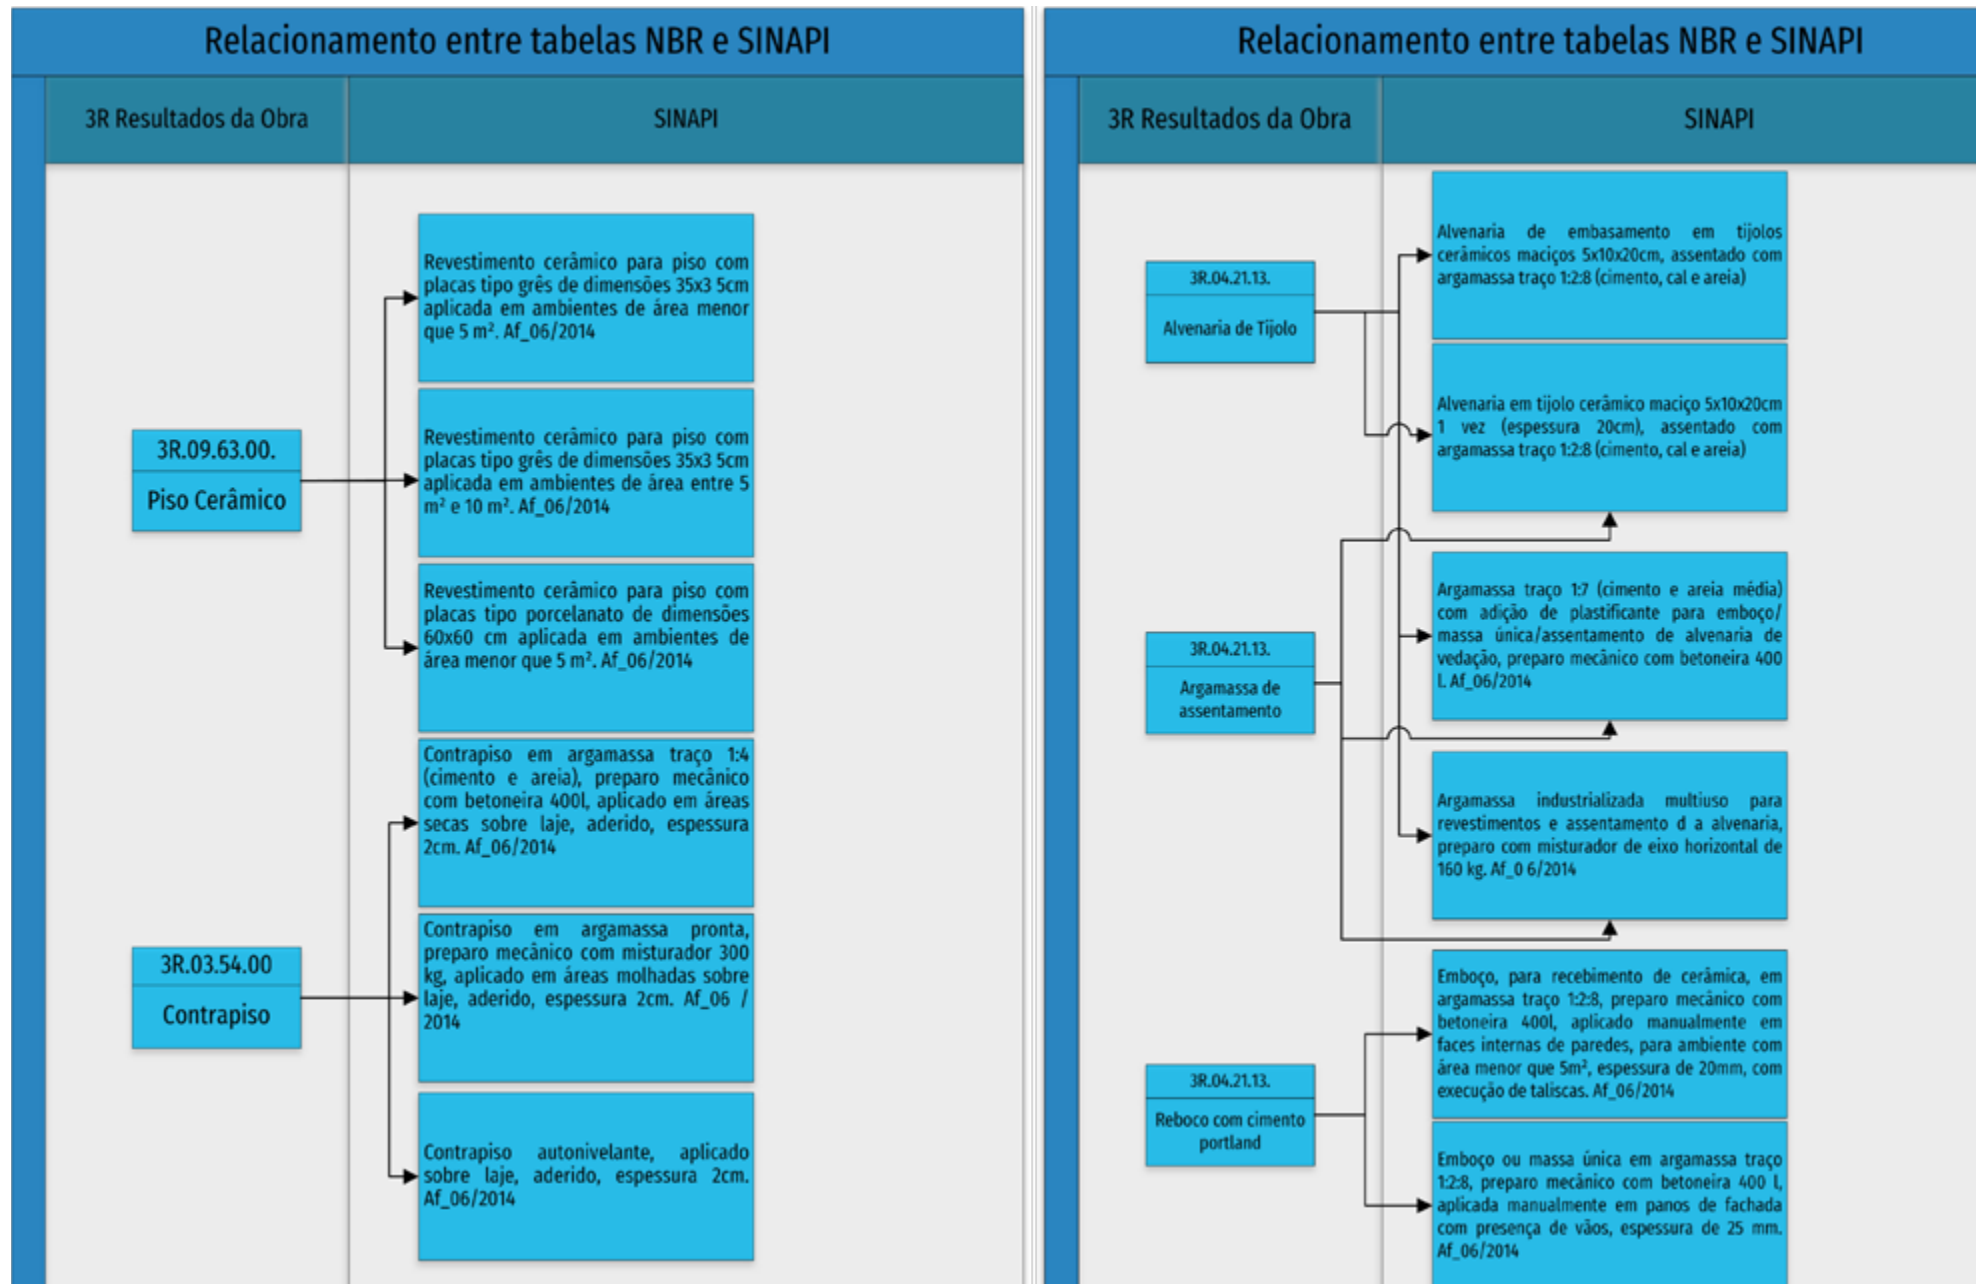 Relacionamento entre tabelas NBR e SINAPI
3R Resultados da Obra
SINAPI
3R.09.63.00.
Piso Cerâmico
Revestimento cerâmico para piso com
placas tipo grês de dimensões 35x3 5cm
aplicada em ambientes de área menor
que 5 m². Af_06/2014
Revestimento cerâmico para piso com
placas tipo grês de dimensões 35x3 5cm
aplicada em ambientes de área entre 5
m² e 10 m². Af_06/2014
Revestimento cerâmico para piso com
placas tipo porcelanato de dimensões
60x60 cm aplicada em ambientes de
área menor que 5 m². Af_06/2014
3R.03.54.00
Contrapiso
Contrapiso em argamassa traço 1:4
(cimento e areia), preparo mecânico
com betoneira 400l, aplicado em áreas
secas sobre laje, aderido, espessura
2cm. Af_06/2014
Contrapiso em argamassa pronta,
preparo mecânico com misturador 300
kg, aplicado em áreas molhadas sobre
laje, aderido, espessura 2cm. Af_06 /
2014
Contrapiso autonivelante, aplicado
sobre laje, aderido, espessura 2cm.
Af_06/2014
Relacionamento entre tabelas NBR e SINAPI
3R Resultados da Obra
SINAPI
3R.04.21.13.
Alvenaria de Tijolo
Alvenaria de embasamento em tijolos
cerâmicos maciços 5x10x20cm, assentado com
argamassa traço 1:2:8 (cimento, cal e areia)
Alvenaria em tijolo cerâmico maciço 5x10x20cm
1 vez (espessura 20cm), assentado com
argamassa traço 1:2:8 (cimento, cal e areia)
3R.04.21.13.
Argamassa de
assentamento
Argamassa traço 1:7 (cimento e areia média)
com adição de plastificante para emboço/
massa única/assentamento de alvenaria de
vedação, preparo mecânico com betoneira 400
l. Af_06/2014
Argamassa industrializada multiuso para
revestimentos e assentamento d a alvenaria,
preparo com misturador de eixo horizontal de
160 kg. Af_0 6/2014
3R.04.21.13.
Reboco com cimento
portland
Emboço, para recebimento de cerâmica, em
argamassa traço 1:2:8, preparo mecânico com
betoneira 400l, aplicado manualmente em
faces internas de paredes, para ambiente com
área menor que 5m², espessura de 20mm, com
execução de taliscas. Af_06/2014
Emboço ou massa única em argamassa traço
1:2:8, preparo mecânico com betoneira 400 l,
aplicada manualmente em panos de fachada
com presença de vãos, espessura de 25 mm.
Af_06/2014